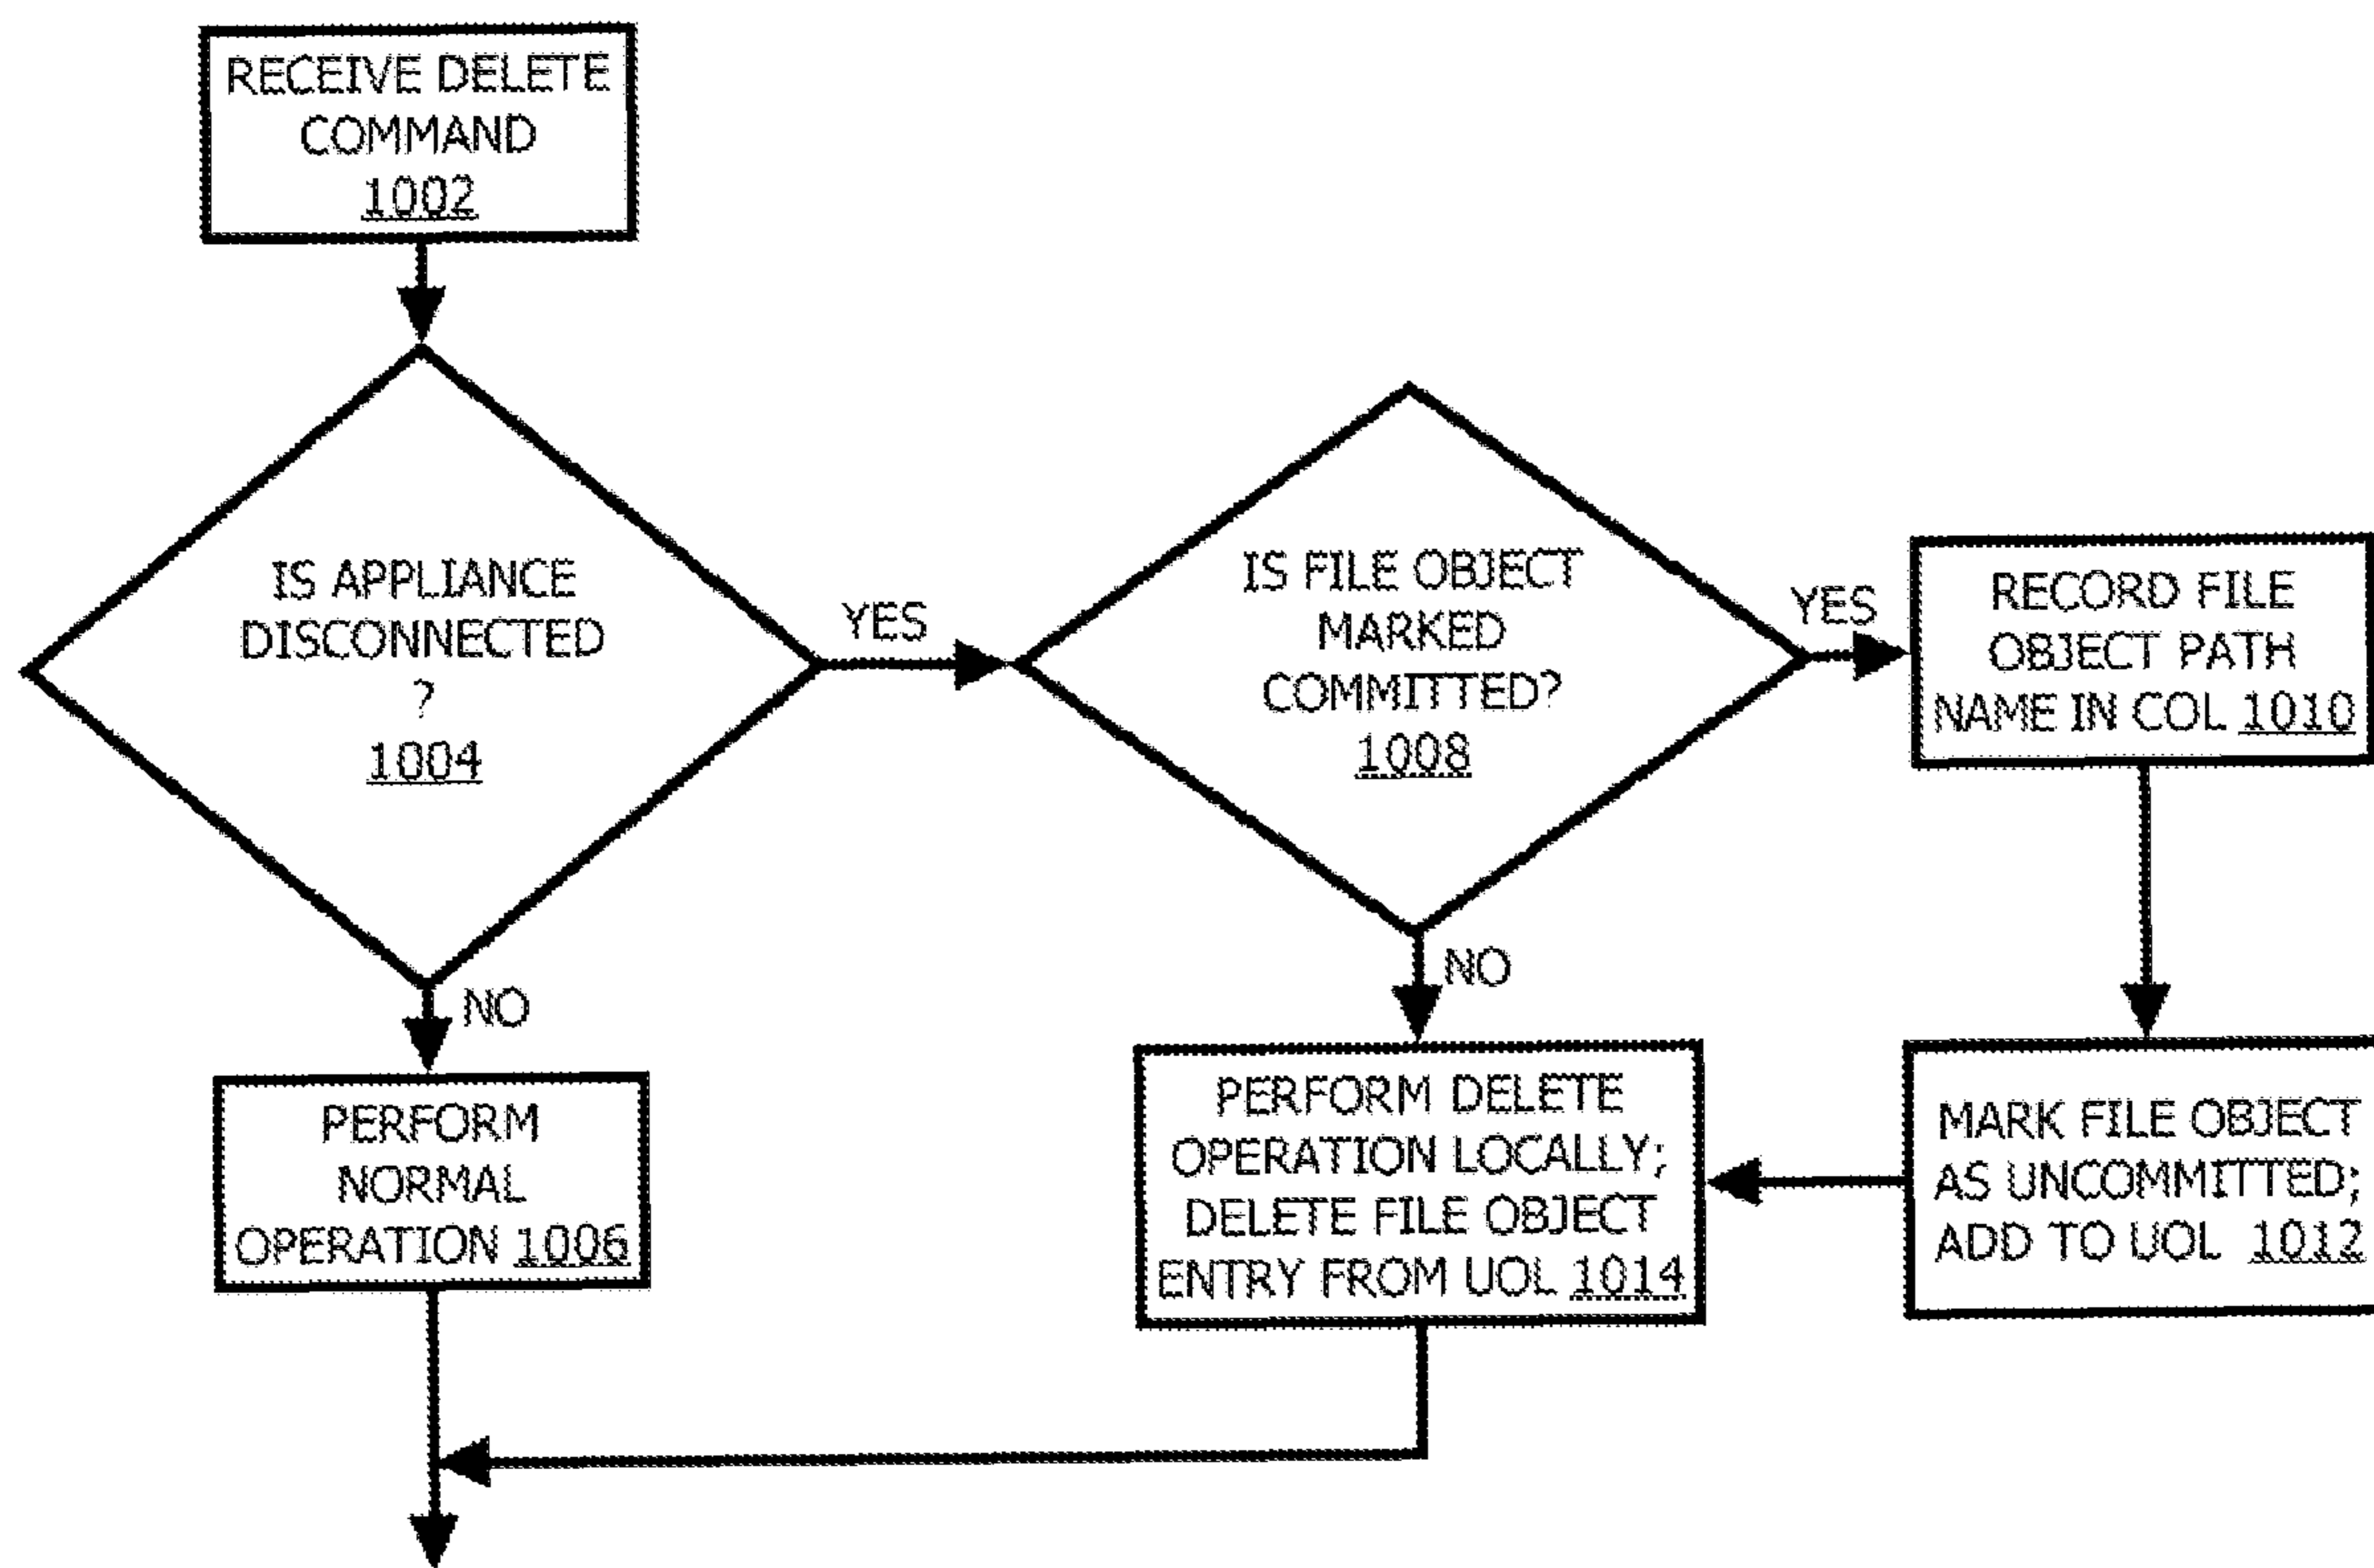 RECEIVE DELETE
COMMAND
1002
IS APPLIANCE
DISCONNECTED
?
1004
YES
NO
PERFORM
NORMAL
OPERATION 1006
IS FILE OBJECT
MARKED
COMMITTED?
1008
YES
NO
RECORD FILE
OBJECT PATH
NAME IN COL 1010
MARK FILE OBJECT
AS UNCOMMITTED;
ADD TO UOL 1012
PERFORM DELETE
OPERATION LOCALLY;
DELETE FILE OBJECT
ENTRY FROM UOL 1014